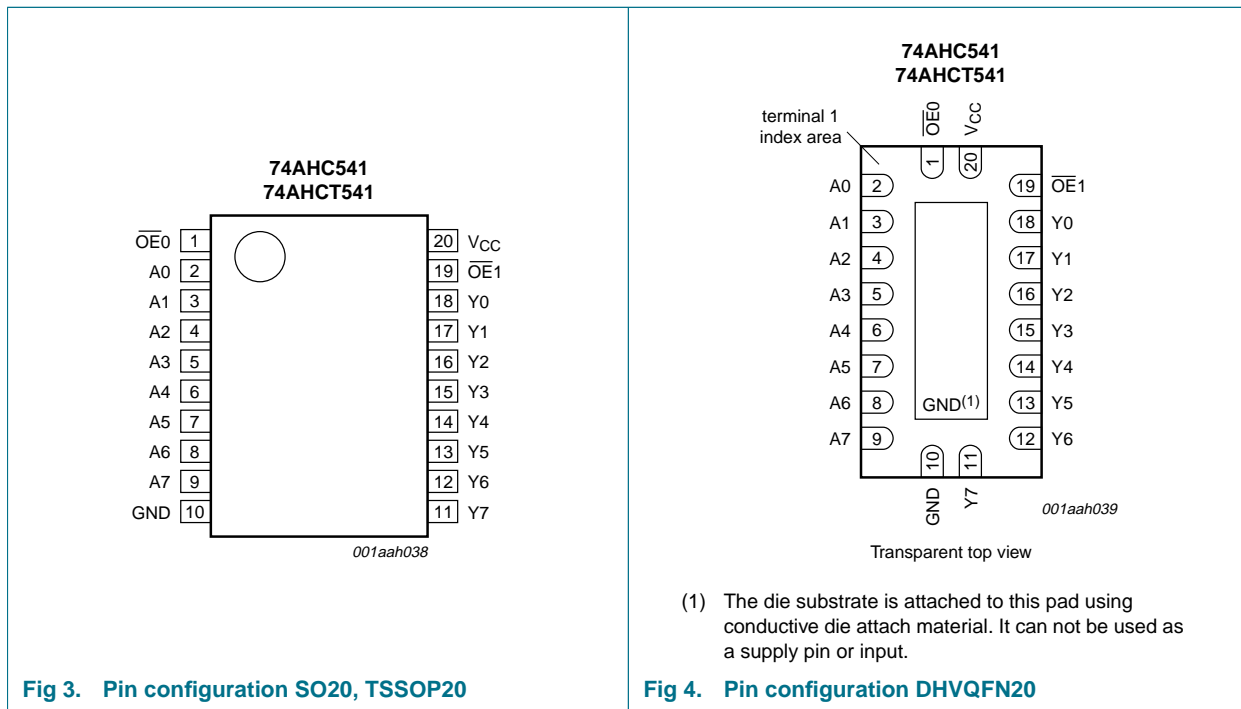 74AHC541
74AHCT541
OE0 1
A0 2
A1 3
A2 4
A3 5
A4 6
A5 7
A6 8
A7 9
GND 10
20 VCC
19 OE1
18 Y0
17 Y1
16 Y2
15 Y3
14 Y4
13 Y5
12 Y6
11 Y7
001aah038
Fig 3. Pin configuration SO20, TSSOP20
74AHC541
74AHCT541
terminal 1
index area
OE0
VCC
1
20
A0 2
A1 3
A2 4
A3 5
A4 6
A5 7
A6 8
A7 9
19 OE1
18 Y0
17 Y1
16 Y2
15 Y3
14 Y4
13 Y5
12 Y6
GND(1)
10
11
GND
Y7
001aah039
Transparent top view
(1) The die substrate is attached to this pad using
conductive die attach material. It can not be used as
a supply pin or input.
Fig 4. Pin configuration DHVQFN20